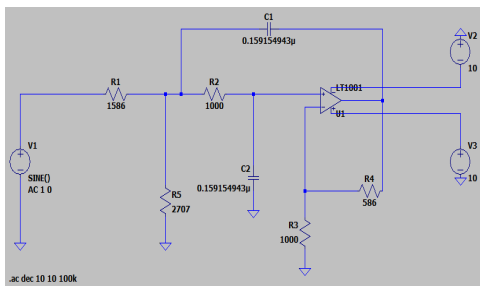 C1
0.159154943µ
V2
10
R1
1586
R2
1000
LT1001
U1
V1
SINE()
AC 1 0
R5
2707
C2
0.159154943µ
R4
586
V3
10
R3
1000
.ac dec 10 10 100k